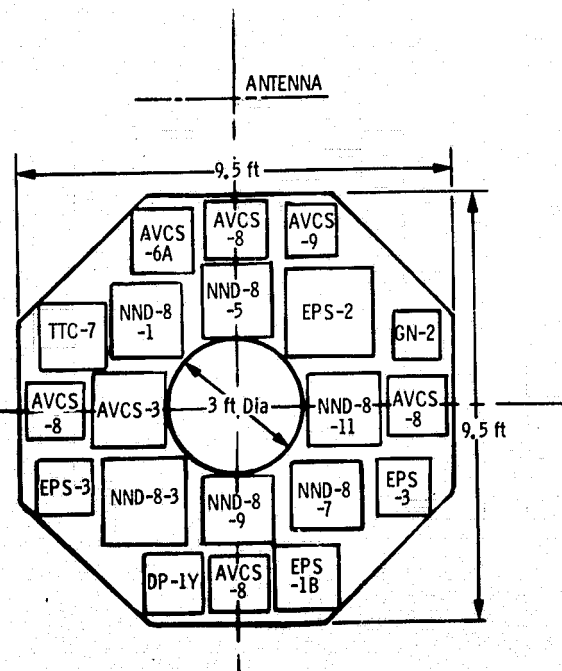 ANTENNA
9.5 ft
AVCS
-6A
AVCS
-8
AVCS
-9
NND-8
-5
EPS-2
NND-8
-1
TTC-7
GN-2
AVCS
-8
AVCS-3
3 ft Dia
NND-8
-11
AVCS
-8
9.5 ft
EPS-3
NND-8-3
NND-8
-9
NND-8
-7
EPS
-3
DP-1Y
AVCS
-8
EPS
-1B